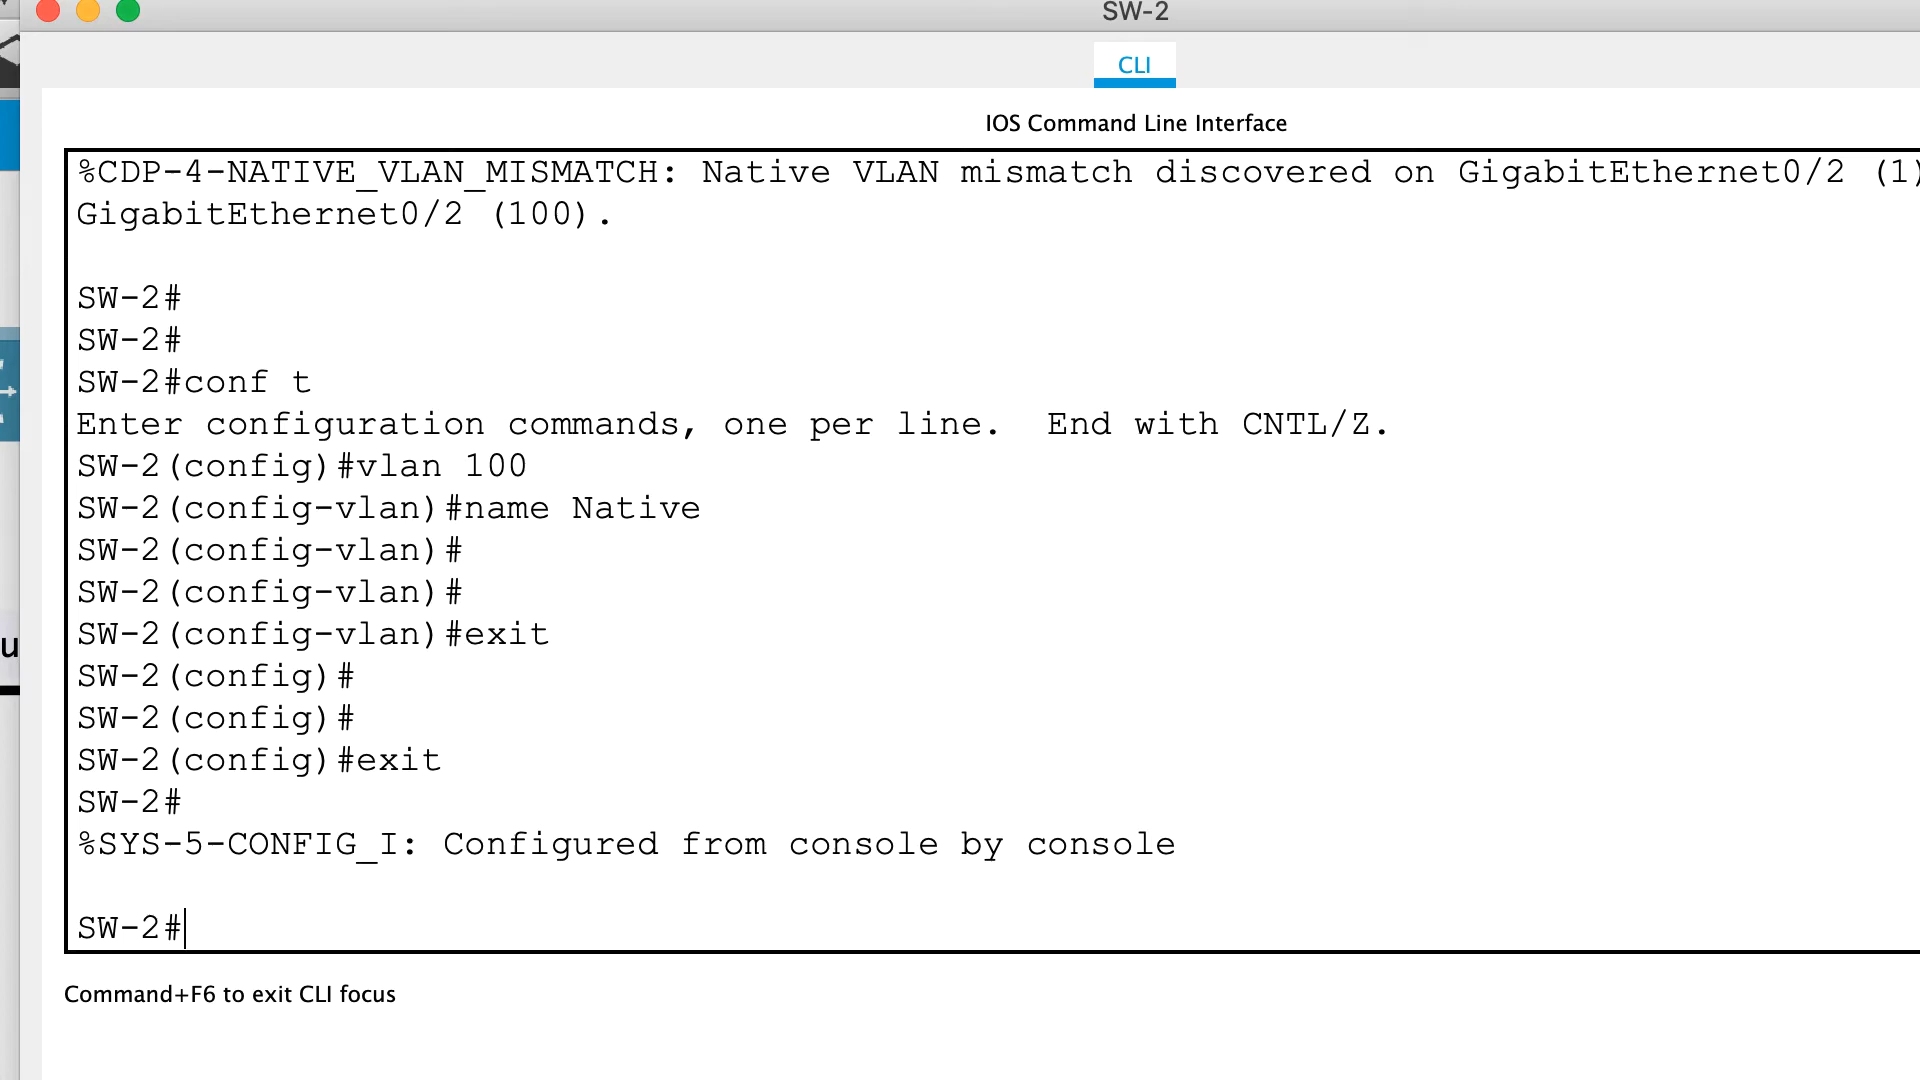 SW-2
CLI
IOS Command Line Interface
%CDP-4-NATIVE_VLAN_MISMATCH: Native VLAN mismatch discovered on GigabitEthernet0/2 (1)
GigabitEthernet0/2 (100).
SW-2#
SW-2#
SW-2#conf t
Enter configuration commands, one per line.  End with CNTL/Z.
SW-2(config)#vlan 100
SW-2(config-vlan)#name Native
SW-2(config-vlan)#
SW-2(config-vlan)#
SW-2(config-vlan)#exit
SW-2(config)#
SW-2(config)#
SW-2(config)#exit
SW-2#
%SYS-5-CONFIG_I: Configured from console by console
SW-2#
Command+F6 to exit CLI focus